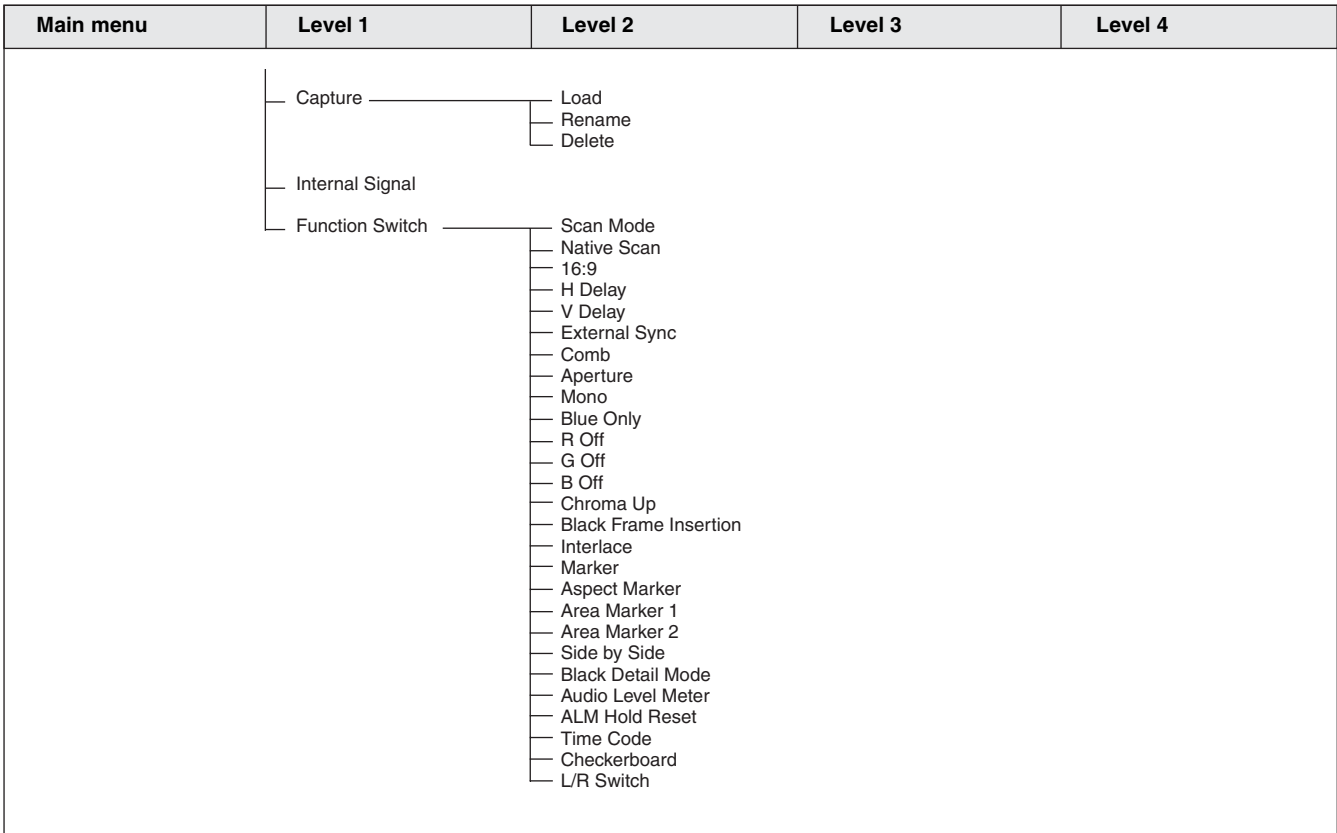 Main menu Level 1 Level 2 Level 3 Level 4
Capture Load
Rename
Delete
Internal Signal
Function Switch Scan Mode
Native Scan
16:9
H Delay
V Delay
External Sync
Comb
Aperture
Mono
Blue Only
R Off
G Off
B Off
Chroma Up
Black Frame Insertion
Interlace
Marker
Aspect Marker
Area Marker 1
Area Marker 2
Side by Side
Black Detail Mode
Audio Level Meter
ALM Hold Reset
Time Code
Checkerboard
L/R Switch